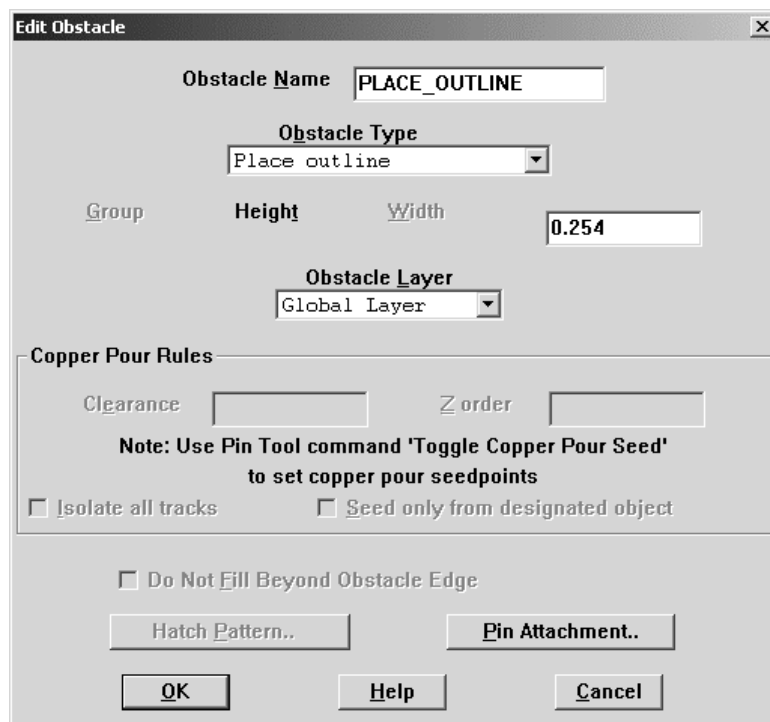 Edit Obstacle
Obstacle Name PLACE_OUTLINE
Obstacle Type
Place outline
Group Height Width 0.254
Obstacle Layer
Global Layer
Copper Pour Rules
Clearance Z order
Note: Use Pin Tool command 'Toggle Copper Pour Seed'
to set copper pour seedpoints
Isolate all tracks Seed only from designated object
Do Not Fill Beyond Obstacle Edge
Hatch Pattern.. Pin Attachment..
OK Help Cancel